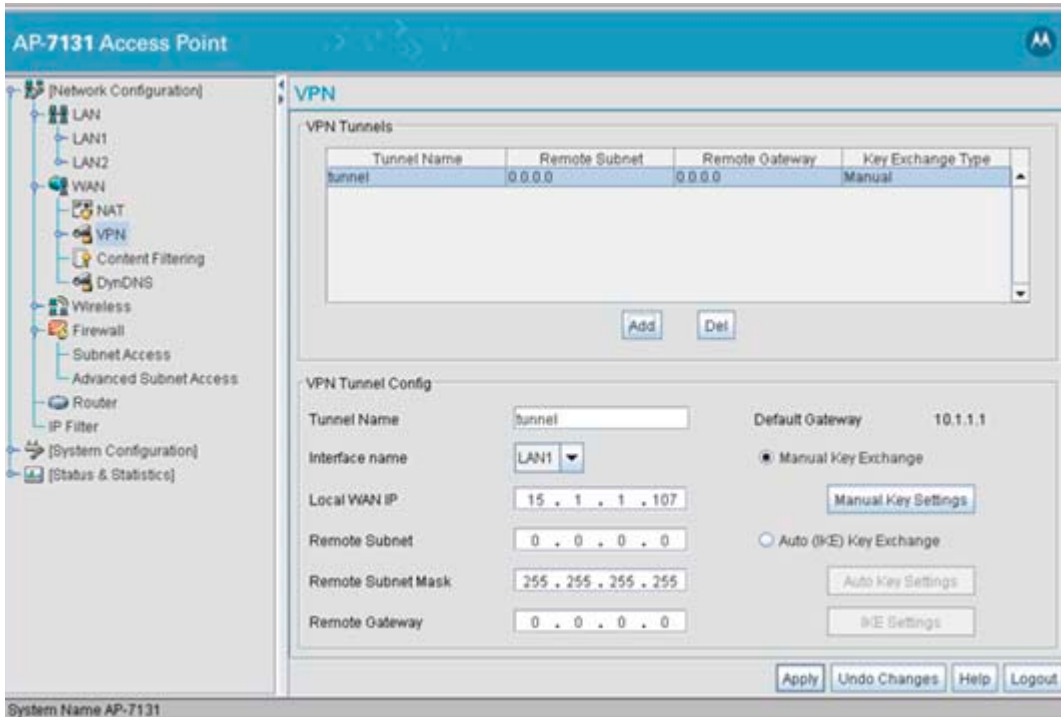 AP-7131 Access Point
[Network Configuration]
LAN
LAN1
LAN2
WAN
NAT
VPN
Content Filtering
DynDNS
Wireless
Firewall
Subnet Access
Advanced Subnet Access
Router
IP Filter
[System Configuration]
[Status & Statistics]
VPN
VPN Tunnels
Tunnel Name Remote Subnet Remote Gateway Key Exchange Type
tunnel 0.0.0.0 0.0.0.0 Manual
Add Del
VPN Tunnel Config
Tunnel Name tunnel Default Gateway 10.1.1.1
Interface name LAN1 Manual Key Exchange
Local WAN IP 15 . 1 . 1 . 107 Manual Key Settings
Remote Subnet 0 . 0 . 0 . 0 Auto (IKE) Key Exchange
Remote Subnet Mask 255 . 255 . 255 . 255 Auto Key Settings
Remote Gateway 0 . 0 . 0 . 0 IKE Settings
Apply Undo Changes Help Logout
System Name AP-7131